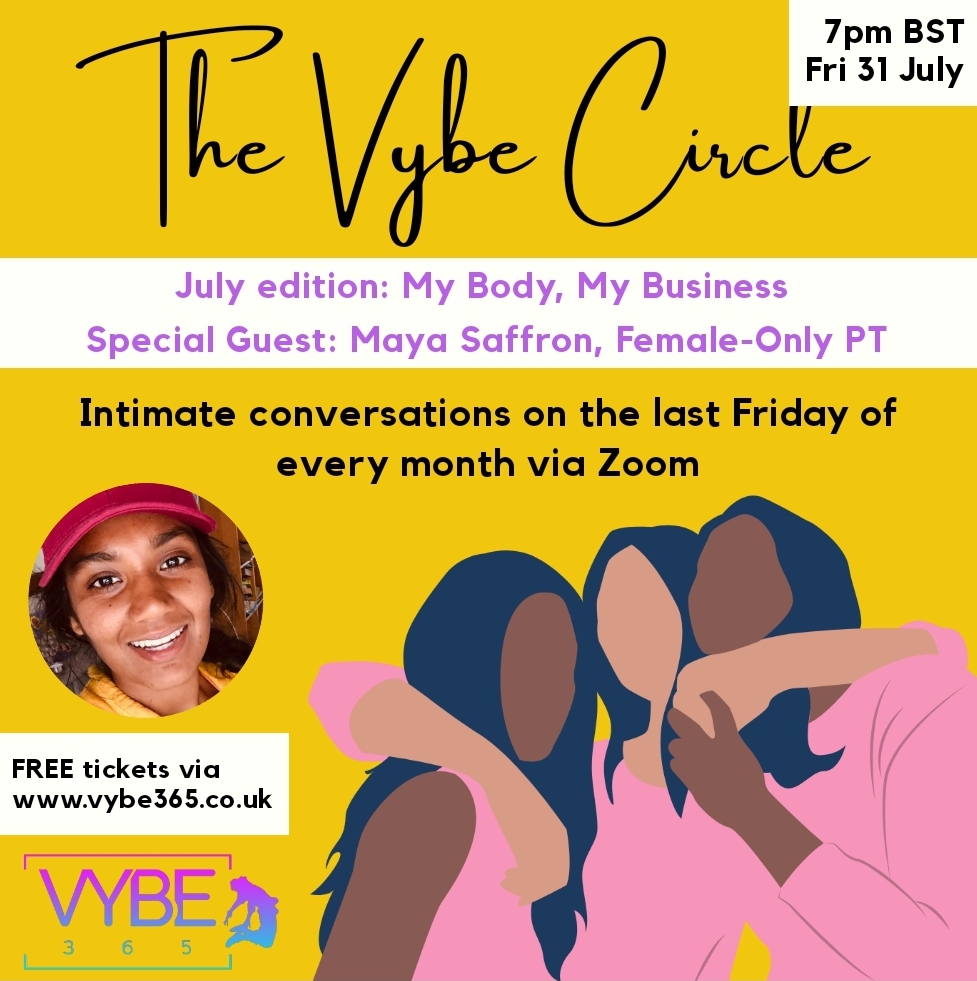 7pm BST
Fri 31 July
The Vybe Circle
July edition: My Body, My Business
Special Guest: Maya Saffron, Female-Only PT
Intimate conversations on the last Friday of
every month via Zoom
FREE tickets via
www.vybe365.co.uk
VYBE
3 6 5